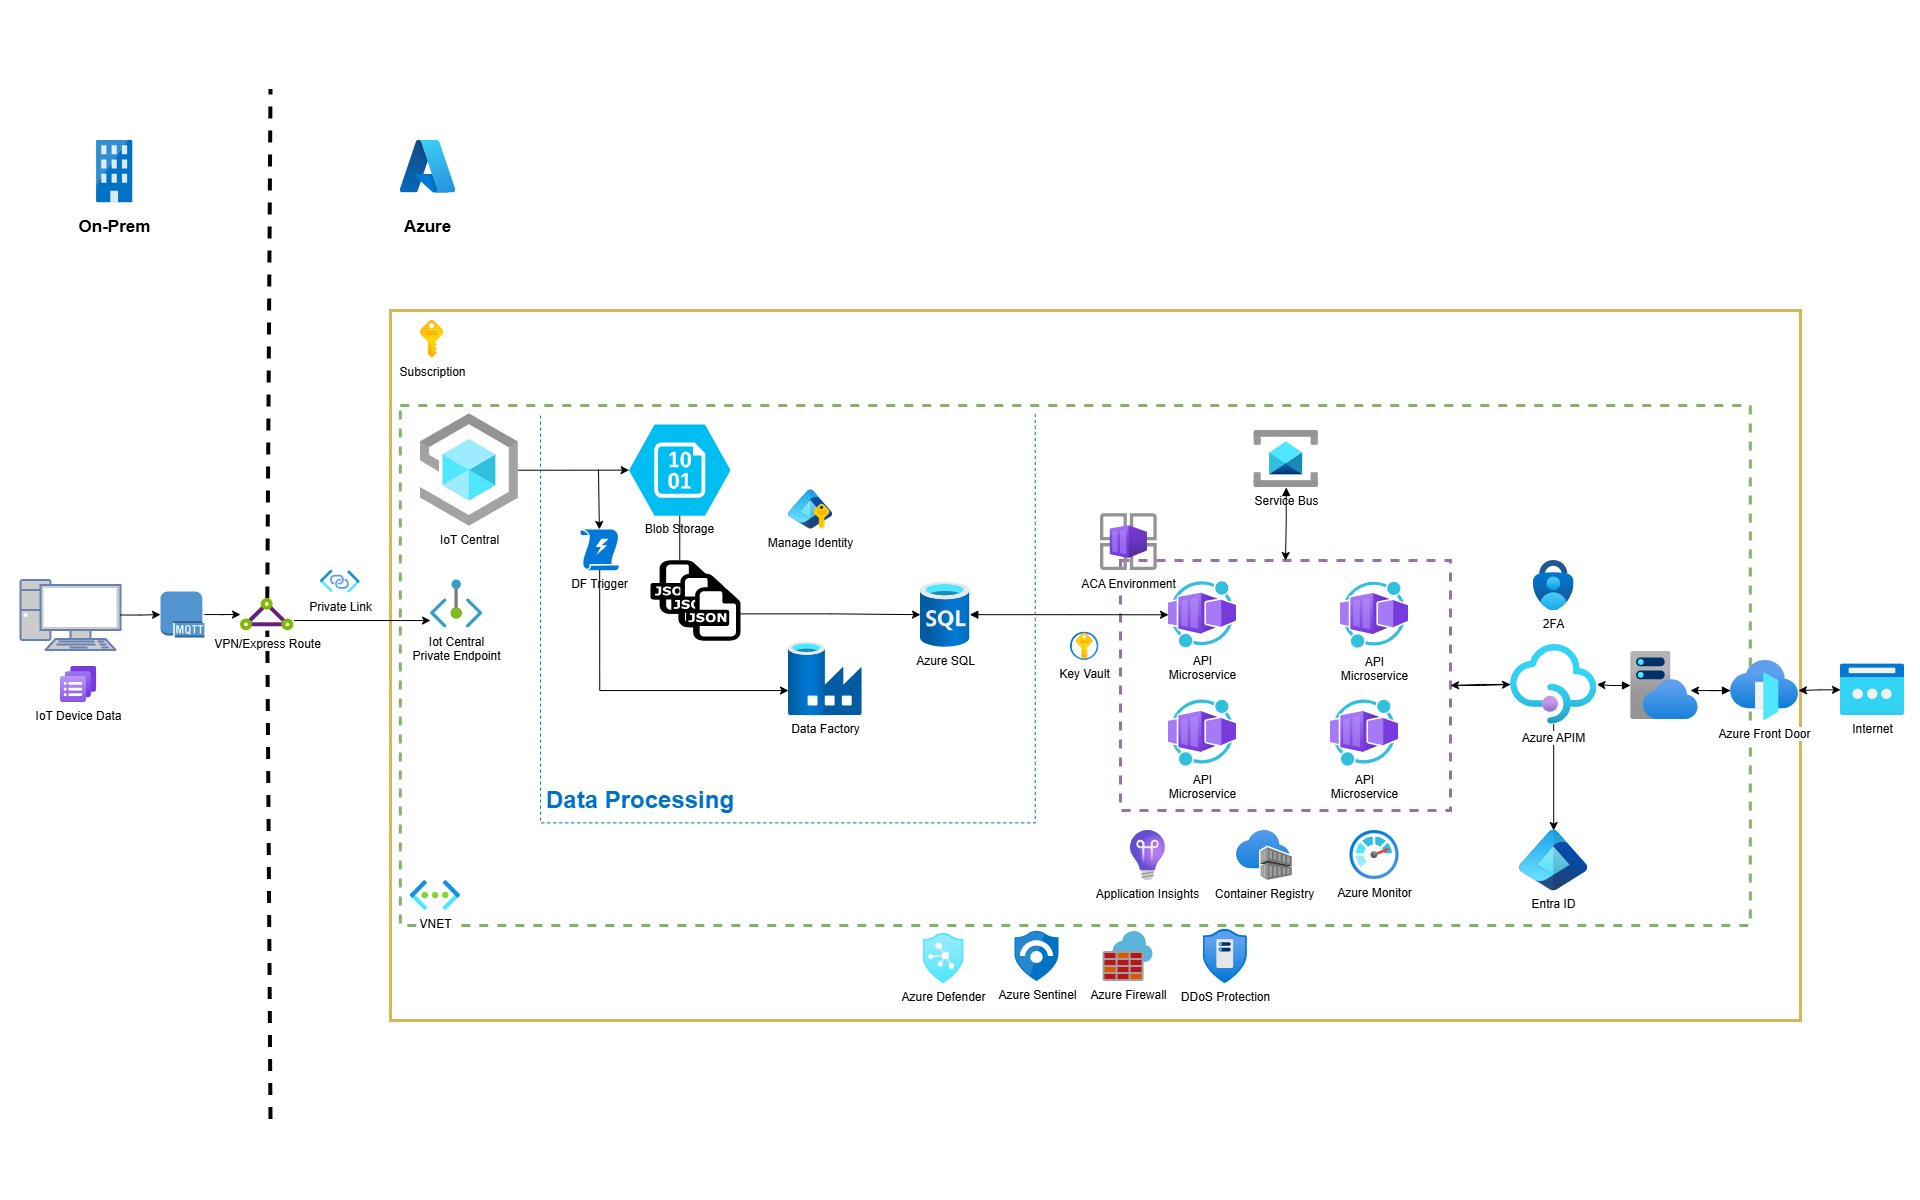 On-Prem
Azure
Subscription
10
01
IoT Central
Blob Storage
Manage Identity
Service Bus
DF Trigger
ACA Environment
Private Link
MQTT
VPN/Express Route
IoT Device Data
Iot Central
Private Endpoint
JSO
JSO
JSON
SQL
Azure SQL
Data Factory
Key Vault
API
Microservice
API
Microservice
API
Microservice
API
Microservice
2FA
Azure APIM
Azure Front Door
Internet
Data Processing
Application Insights
Container Registry
Azure Monitor
Entra ID
VNET
Azure Defender
Azure Sentinel
Azure Firewall
DDoS Protection